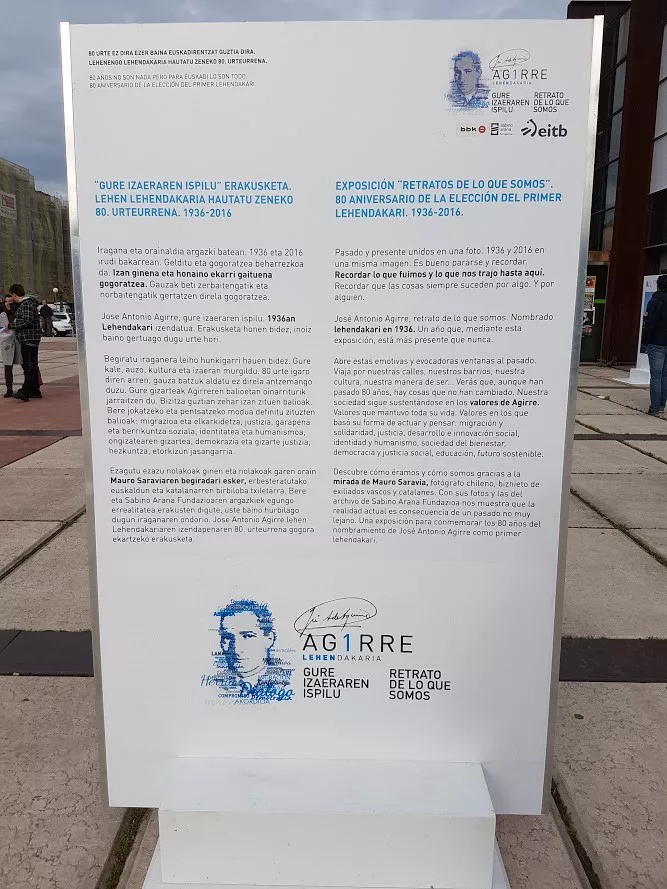 80 URTE EZ DIRA EZER BAINA EUSKADIRENTZAT GUZTIA DIRA.
LEHENENGO LEHENDAKARIA HAUTATU ZENEKO 80. URTEURRENA.
80 AÑOS NO SON NADA PERO PARA EUSKADI LO SON TODO.
80 ANIVERSARIO DE LA ELECCIÓN DEL PRIMER LEHENDAKARI.
AG1RRE
LEHENDAKARIA
GURE
IZAERAREN
ISPILU
RETRATO
DE LO QUE
SOMOS
bbk
sabino
arana
eitb
"GURE IZAERAREN ISPILU" ERAKUSKETA.
LEHEN LEHENDAKARIA HAUTATU ZENEKO
80. URTEURRENA. 1936-2016
Iragana eta orainaldia argazki batean. 1936 eta 2016
irudi bakarrean. Gelditu eta gogoratzea beharrezkoa
da. Izan ginena eta honaino ekarri gaituena
gogoratzea. Gauzak beti zerbaitengatik eta
norbaitengatik gertatzen direla gogoratzea.
Jose Antonio Agirre, gure izaeraren ispilu. 1936an
Lehendakari izendatua. Erakusketa honen bidez, inoiz
baino gertuago dugu urte hori.
Begiratu iraganera leiho hunkigarri hauen bidez. Gure
kale, auzo, kultura eta izaeran murgildu. 80 urte igaro
diren arren, gauza batzuk aldatu ez direla antzemango
duzu. Gure gizarteak Agirreren balioetan oinarriturik
jarraitzen du. Bizitza guztian zehar izan zituen balioak.
Bere jokatzeko eta pentsatzeko modua definitu zituzten
balioak: migrazioa eta elkarkidetza, justizia, garapena
eta berrikuntza soziala, identitatea eta humanismoa,
ongizatearen gizartea, demokrazia eta gizarte justizia,
hezkuntza, etorkizun jasangarria.
Ezagutu ezazu nolakoak ginen eta nolakoak garen orain
Mauro Saraviaren begiradari esker, erbesteratutako
euskaldun eta katalanarren birbiloba txiletarra. Bere
eta Sabino Arana Fundazioaren argazkiek egungo
errealitatea erakusten digute, uste baino hurbilago
dugun iraganaren ondorio. Jose Antonio Agirre lehen
Lehendakariaren izendapenaren 80. urteurrena gogora
ekartzeko erakusketa.
EXPOSICIÓN "RETRATOS DE LO QUE SOMOS".
80 ANIVERSARIO DE LA ELECCIÓN DEL PRIMER
LEHENDAKARI. 1936-2016.
Pasado y presente unidos en una foto. 1936 y 2016 en
una misma imagen. Es bueno pararse y recordar.
Recordar lo que fuimos y lo que nos trajo hasta aquí.
Recordar que las cosas siempre suceden por algo. Y por
alguien.
José Antonio Agirre, retrato de lo que somos. Nombrado
lehendakari en 1936. Un año que, mediante esta
exposición, está más presente que nunca.
Abre estas emotivas y evocadoras ventanas al pasado.
Viaja por nuestras calles, nuestros barrios, nuestra
cultura, nuestra manera de ser... Verás que, aunque han
pasado 80 años, hay cosas que no han cambiado. Nuestra
sociedad sigue sustentándose en los valores de Agirre.
Valores que mantuvo toda su vida. Valores en los que
basó su forma de actuar y pensar: migración y
solidaridad, justicia, desarrollo e innovación social,
identidad y humanismo, sociedad del bienestar,
democracia y justicia social, educación, futuro sostenible.
Descubre cómo éramos y cómo somos gracias a la
mirada de Mauro Saravia, fotógrafo chileno, bizhieto de
exiliados vascos y catalanes. Con sus fotos y las del
archivo de Sabino Arana Fundazioa nos muestra que la
realidad actual es consecuencia de un pasado no muy
lejano. Una exposición para conmemorar los 80 años del
nombramiento de José Antonio Agirre como primer
lehendakari.
AG1RRE
LEHENDAKARIA
GURE
IZAERAREN
ISPILU
RETRATO
DE LO QUE
SOMOS
Diálogo
COMPROMISO
AKORDIOA